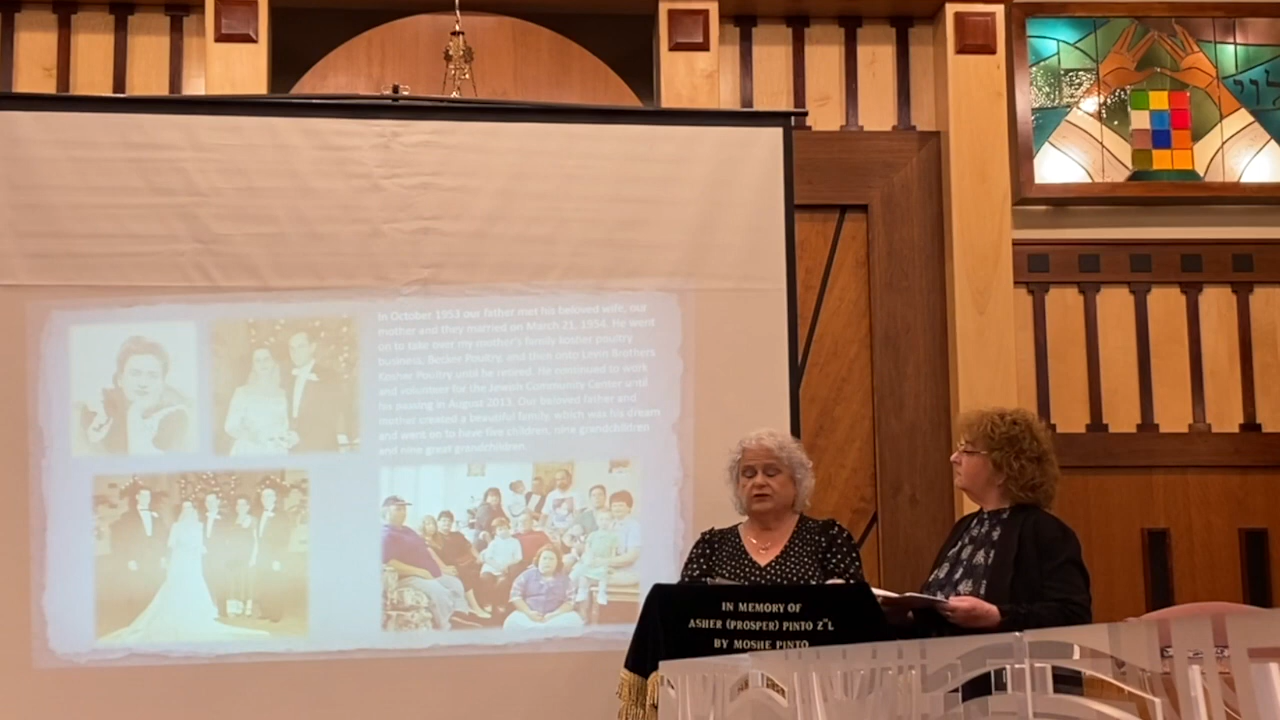 In October 1953 our father met his beloved wife, our
mother and they married on March 21, 1954. He went
on to take over my mother's family kosher poultry
business, Beckie Poultry, and then onto Levin Brothers
Kosher Poultry until he retired. He continued to work
and volunteer for the Jewish Community Center until
his passing in August 2013. Our beloved father and
mother created a beautiful family, which was his dream
and went on to have five children, nine grandchildren
and nine great grandchildren.
IN MEMORY OF
ASHER (PROSPER) PINTO Z"L
BY MOSHE PINTO